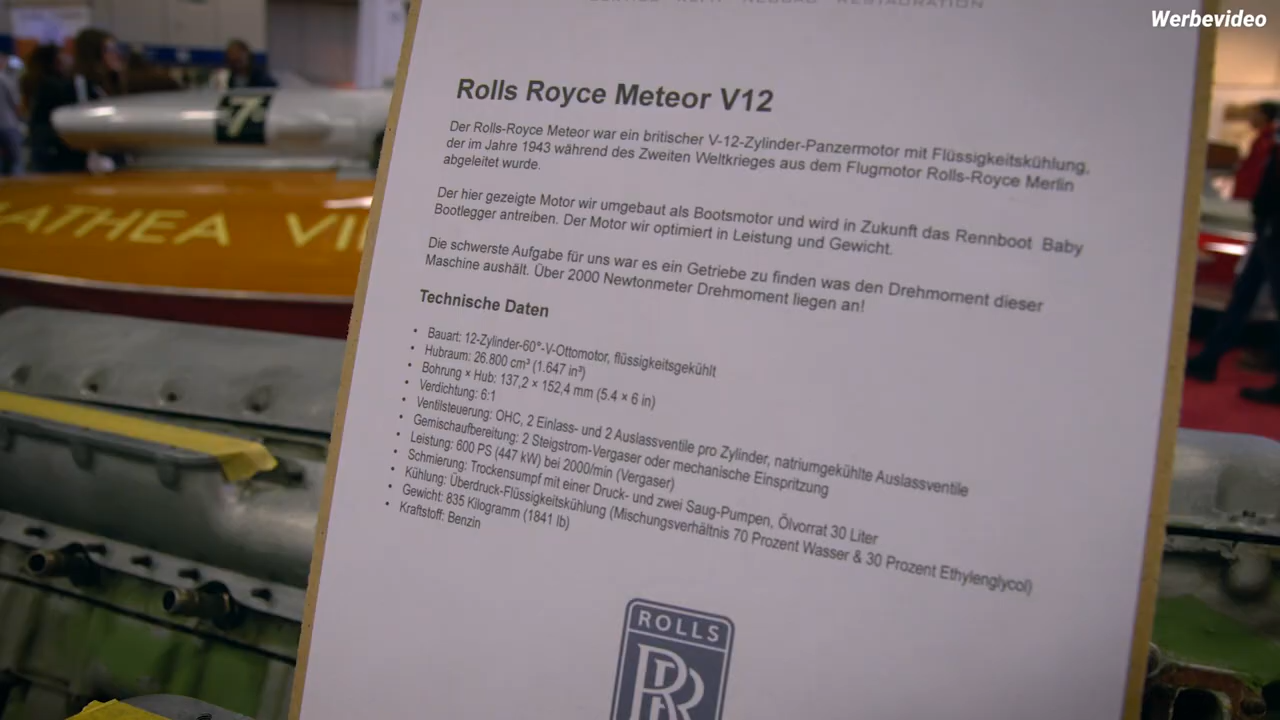 Werbevideo
RESTAURATION
Rolls Royce Meteor V12
Der Rolls-Royce Meteor war ein britischer V-12-Zylinder-Panzermotor mit Flüssigkeitskühlung,
der im Jahre 1943 während des Zweiten Weltkrieges aus dem Flugmotor Rolls-Royce Merlin
abgeleitet wurde.
Der hier gezeigte Motor wir umgebaut als Bootsmotor und wird in Zukunft das Rennboot Baby
Bootlegger antreiben. Der Motor wir optimiert in Leistung und Gewicht.
Die schwerste Aufgabe für uns war es ein Getriebe zu finden was den Drehmoment dieser
Maschine aushält. Über 2000 Newtonmeter Drehmoment liegen an!
Technische Daten
• Bauart: 12-Zylinder-60°-V-Ottomotor, flüssigkeitsgekühlt
• Hubraum: 26.800 cm³ (1.647 in³)
• Bohrung × Hub: 137,2 × 152,4 mm (5.4 × 6 in)
• Verdichtung: 6:1
• Ventilsteuerung: OHC, 2 Einlass- und 2 Auslassventile pro Zylinder, natriumgekühlte Auslassventile
• Gemischaufbereitung: 2 Steigstrom-Vergaser oder mechanische Einspritzung
• Leistung: 600 PS (447 kW) bei 2000/min (Vergaser)
• Schmierung: Trockensumpf mit einer Druck- und zwei Saug-Pumpen, Ölvorrat 30 Liter
• Kühlung: Überdruck-Flüssigkeitskühlung (Mischungsverhältnis 70 Prozent Wasser & 30 Prozent Ethylenglycol)
• Gewicht: 835 Kilogramm (1841 lb)
• Kraftstoff: Benzin
ROLLS
RR
7
ATHEA VII